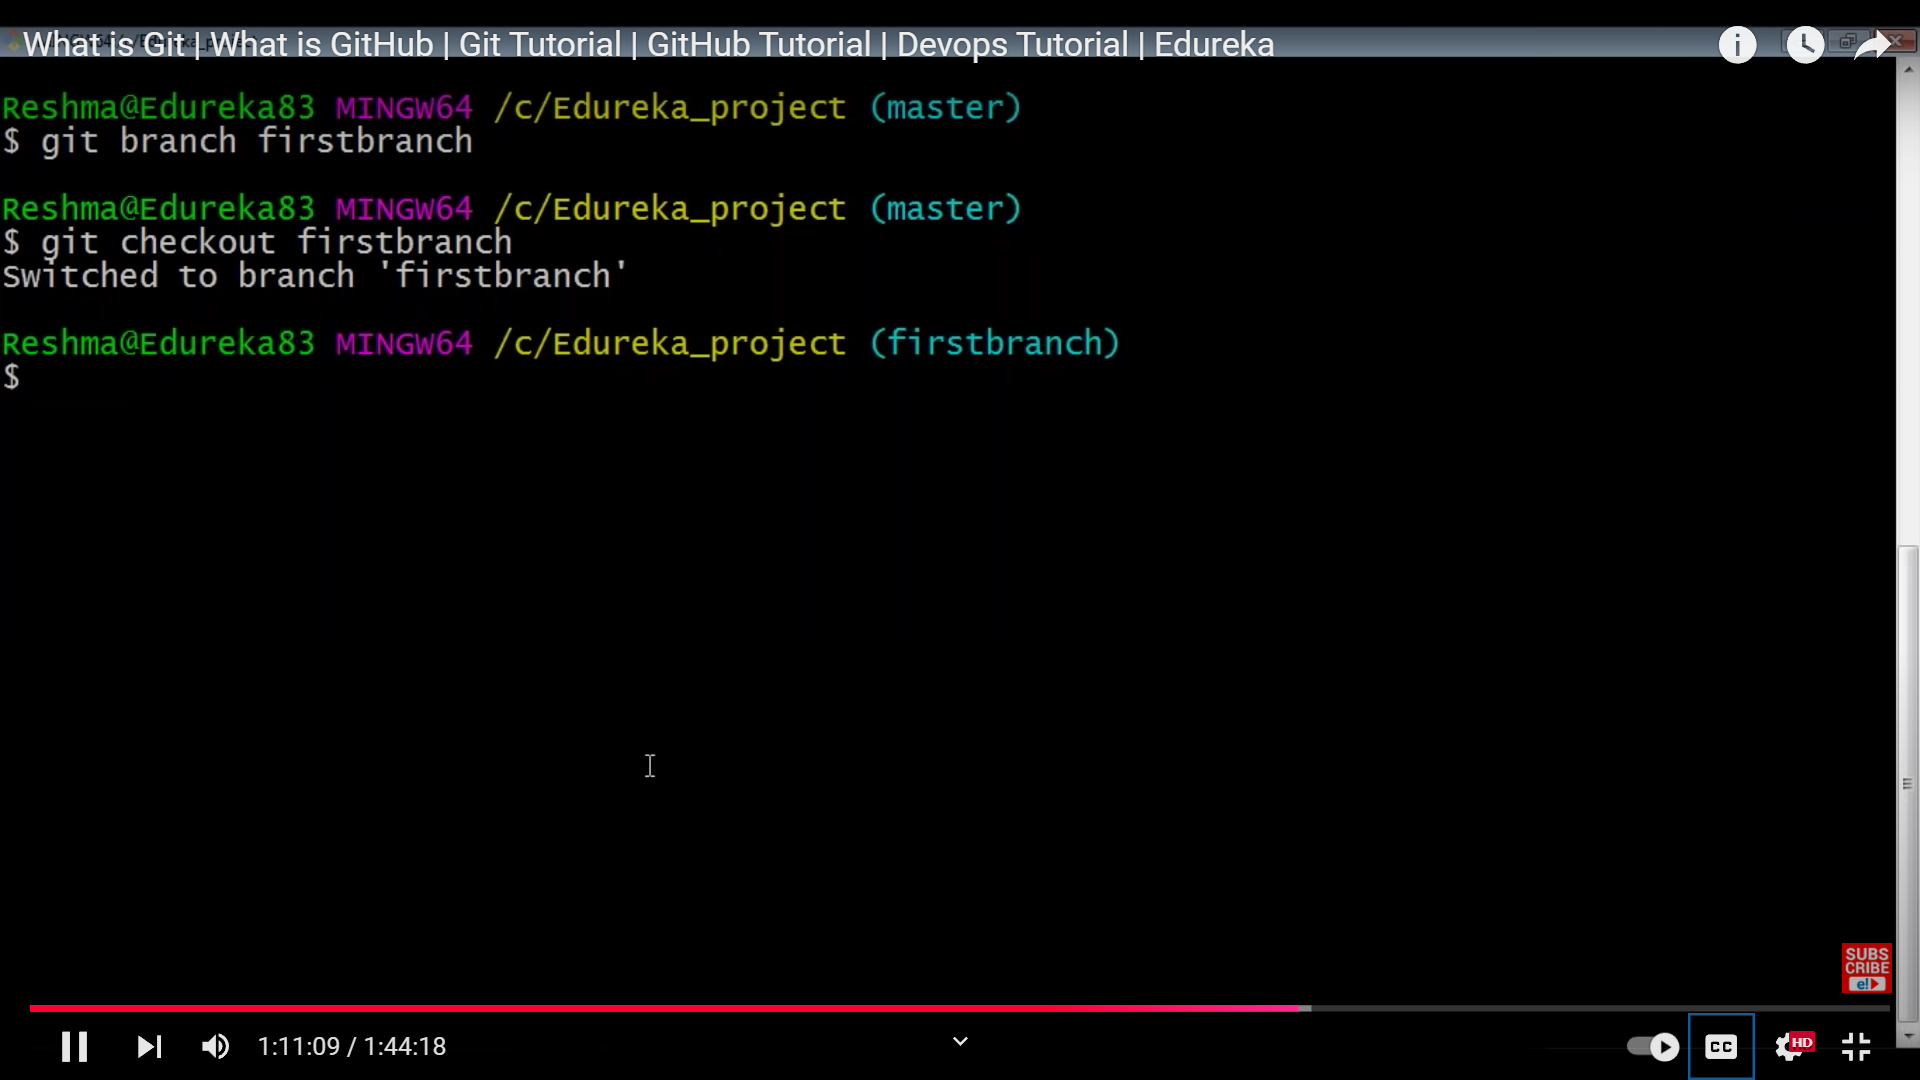 What is Git | What is GitHub | Git Tutorial | GitHub Tutorial | Devops Tutorial | Edureka
Reshma@Edureka83 MINGW64 /c/Edureka_project (master)
$ git branch firstbranch
Reshma@Edureka83 MINGW64 /c/Edureka_project (master)
$ git checkout firstbranch
Switched to branch 'firstbranch'
Reshma@Edureka83 MINGW64 /c/Edureka_project (firstbranch)
$
SUBS
CRIBE
e!
1:11:09 / 1:44:18
CC
HD